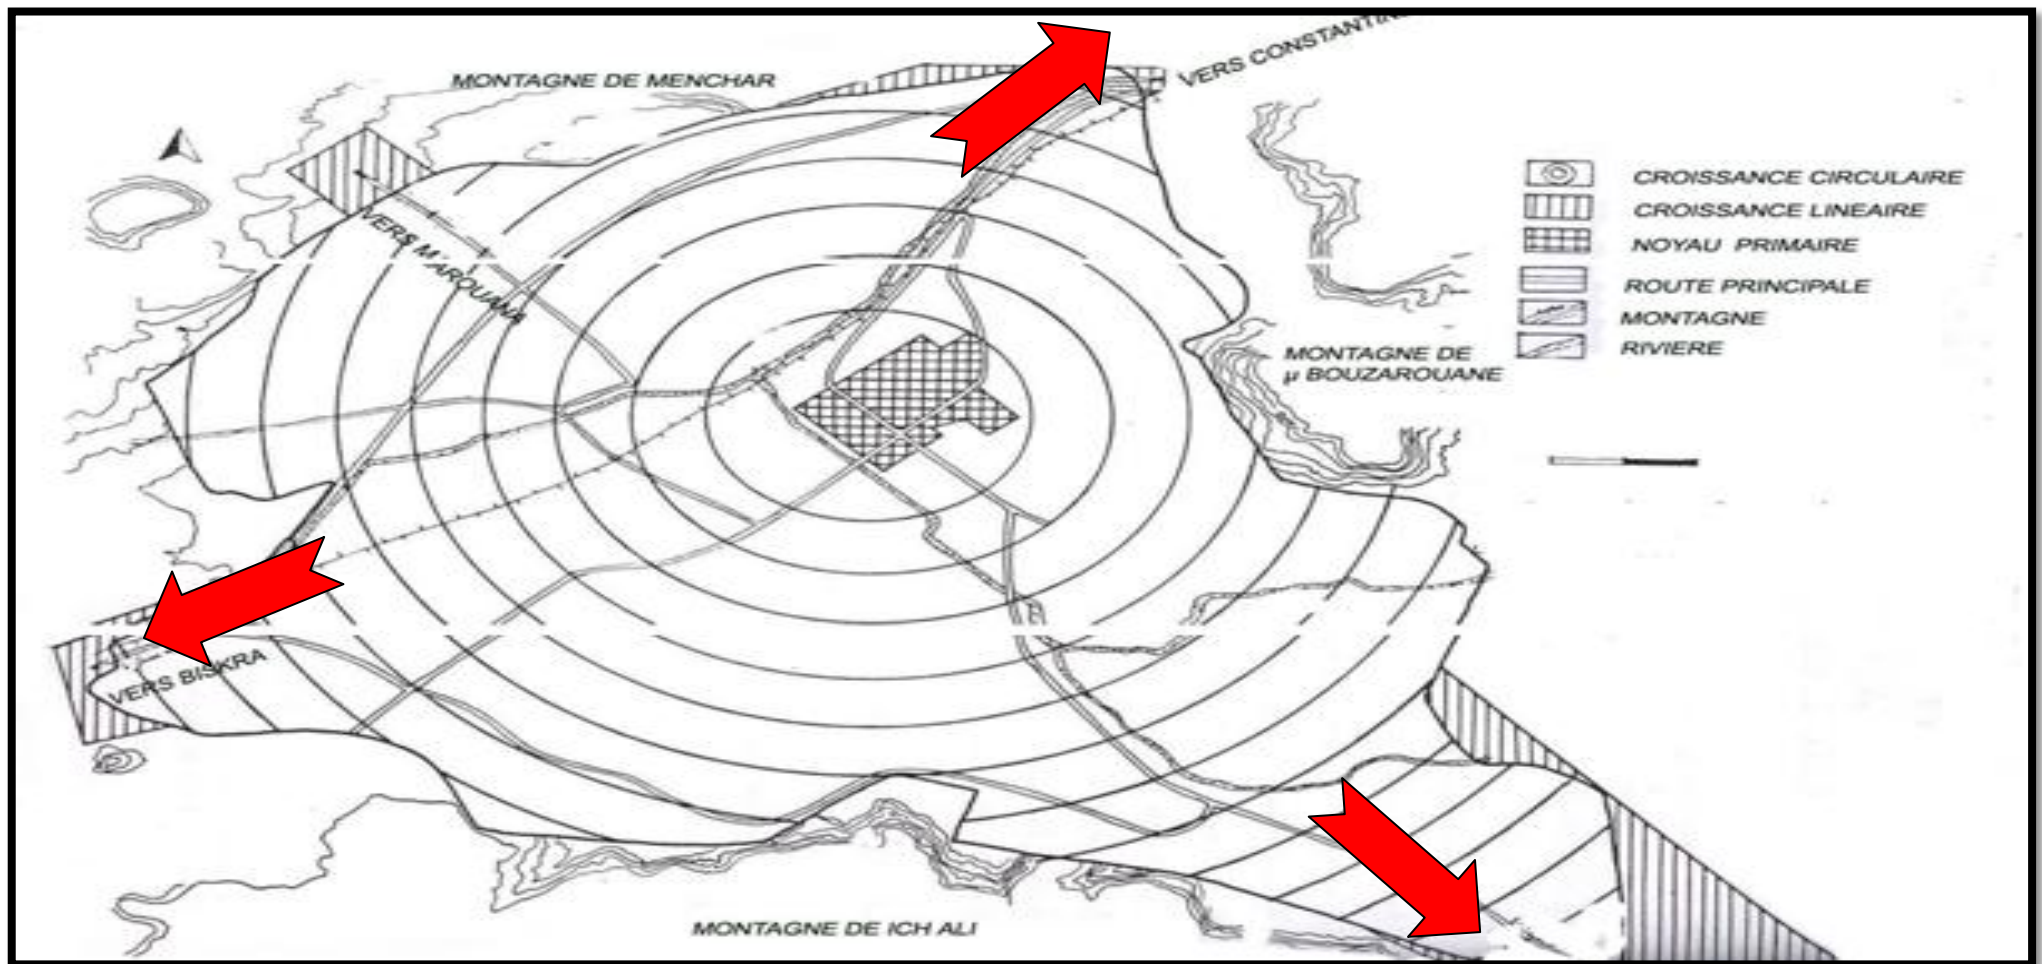 VERS CONSTANTINE
MONTAGNE DE MENCHAR
VERS M'AROUANA
CROISSANCE CIRCULAIRE
CROISSANCE LINEAIRE
NOYAU PRIMAIRE
ROUTE PRINCIPALE
MONTAGNE
RIVIERE
MONTAGNE DE
µ BOUZAROUANE
VERS BISKRA
MONTAGNE DE ICH ALI